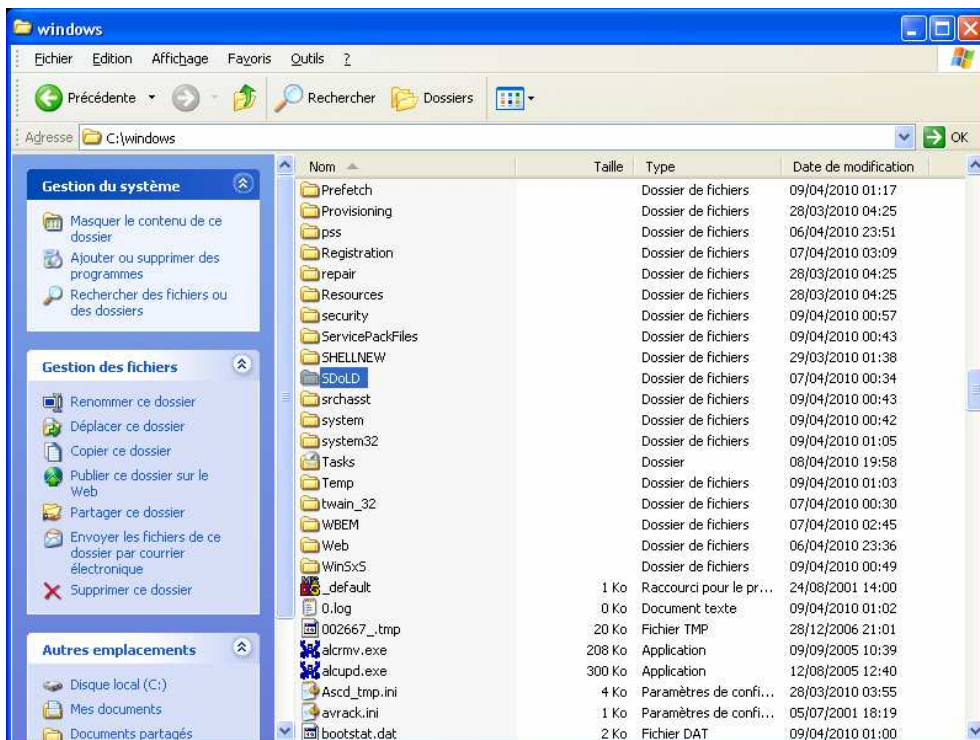 windows
Fichier Edition Affichage Favoris Outils ?
Précédente Rechercher Dossiers
Adresse C:\windows OK
Gestion du système
Masquer le contenu de ce
dossier
Ajouter ou supprimer des
programmes
Rechercher des fichiers ou
des dossiers
Gestion des fichiers
Renommer ce dossier
Déplacer ce dossier
Copier ce dossier
Publier ce dossier sur le
Web
Partager ce dossier
Envoyer les fichiers de ce
dossier par courrier
électronique
Supprimer ce dossier
Autres emplacements
Disque local (C:)
Mes documents
Documents partagés
Nom Taille Type Date de modification
Prefetch Dossier de fichiers 09/04/2010 01:17
Provisioning Dossier de fichiers 28/03/2010 04:25
pss Dossier de fichiers 06/04/2010 23:51
Registration Dossier de fichiers 07/04/2010 03:09
repair Dossier de fichiers 28/03/2010 04:25
Resources Dossier de fichiers 28/03/2010 04:25
security Dossier de fichiers 09/04/2010 00:57
ServicePackFiles Dossier de fichiers 09/04/2010 00:43
SHELLNEW Dossier de fichiers 29/03/2010 01:38
SDoLD Dossier de fichiers 07/04/2010 00:34
srchasst Dossier de fichiers 09/04/2010 00:43
system Dossier de fichiers 09/04/2010 00:42
system32 Dossier de fichiers 09/04/2010 01:05
Tasks Dossier 08/04/2010 19:58
Temp Dossier de fichiers 09/04/2010 01:03
twain_32 Dossier de fichiers 07/04/2010 00:30
WBEM Dossier de fichiers 07/04/2010 02:45
Web Dossier de fichiers 06/04/2010 23:36
WinSxS Dossier de fichiers 09/04/2010 00:49
_default 1 Ko Raccourci pour le pr... 24/08/2001 14:00
0.log 0 Ko Document texte 09/04/2010 01:02
002667_.tmp 20 Ko Fichier TMP 28/12/2006 21:01
alcrmv.exe 208 Ko Application 09/09/2005 10:39
alcupd.exe 300 Ko Application 12/08/2005 12:40
Ascd_tmp.ini 4 Ko Paramètres de confi... 28/03/2010 03:55
avrack.ini 1 Ko Paramètres de confi... 05/07/2001 18:19
bootstat.dat 2 Ko Fichier DAT 09/04/2010 01:00